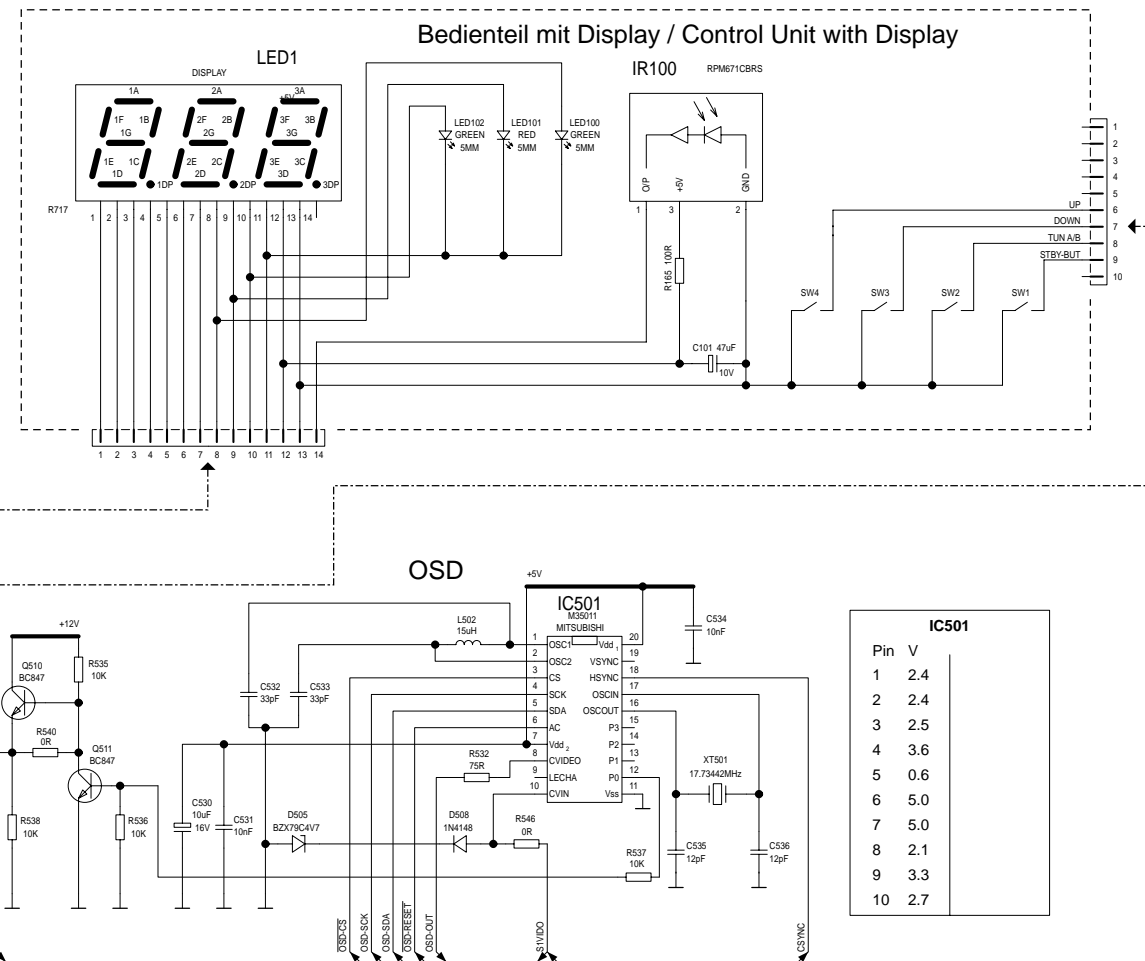 Bedienteil mit Display / Control Unit with Display
LED1
DISPLAY
IR100 RPM671CBRS
1A 2A +5V 3A
1F 1B 2F 2B 3F 3B
1G 2G 3G
1E 1C 2E 2C 3E 3C
1D 1DP 2D 2DP 3D 3DP
R717
1 2 3 4 5 6 7 8 9 10 11 12 13 14
LED102
GREEN
5MM
LED101
RED
5MM
LED100
GREEN
5MM
O/P +5V GND
1 3 2
R165 100R
C101 47uF
10V
UP
DOWN
TUN A/B
STBY-BUT
1
2
3
4
5
6
7
8
9
10
SW4 SW3 SW2 SW1
1 2 3 4 5 6 7 8 9 10 11 12 13 14
OSD
+5V
IC501
M35011
MITSUBISHI
+12V
Q510
BC847
R535
10K
R540
0R
Q511
BC847
R538
10K
R536
10K
C530
10uF
16V
C531
10nF
C532
33pF
C533
33pF
L502
15uH
D505
BZX79C4V7
D508
1N4148
R532
75R
R546
0R
1 OSC1 Vdd 1 20
2 OSC2 VSYNC 19
3 CS HSYNC 18
4 SCK OSCIN 17
5 SDA OSCOUT 16
6 AC P3 15
7 Vdd 2 P2 14
8 CVIDEO P1 13
9 LECHA P0 12
10 CVIN Vss 11
C534
10nF
XT501
17.73442MHz
C535
12pF
C536
12pF
R537
10K
OSD-CS
OSD-SCK
OSD-SDA
OSD-RESET
OSD-OUT
S1VIDO
CSYNC
IC501
Pin V
1 2.4
2 2.4
3 2.5
4 3.6
5 0.6
6 5.0
7 5.0
8 2.1
9 3.3
10 2.7